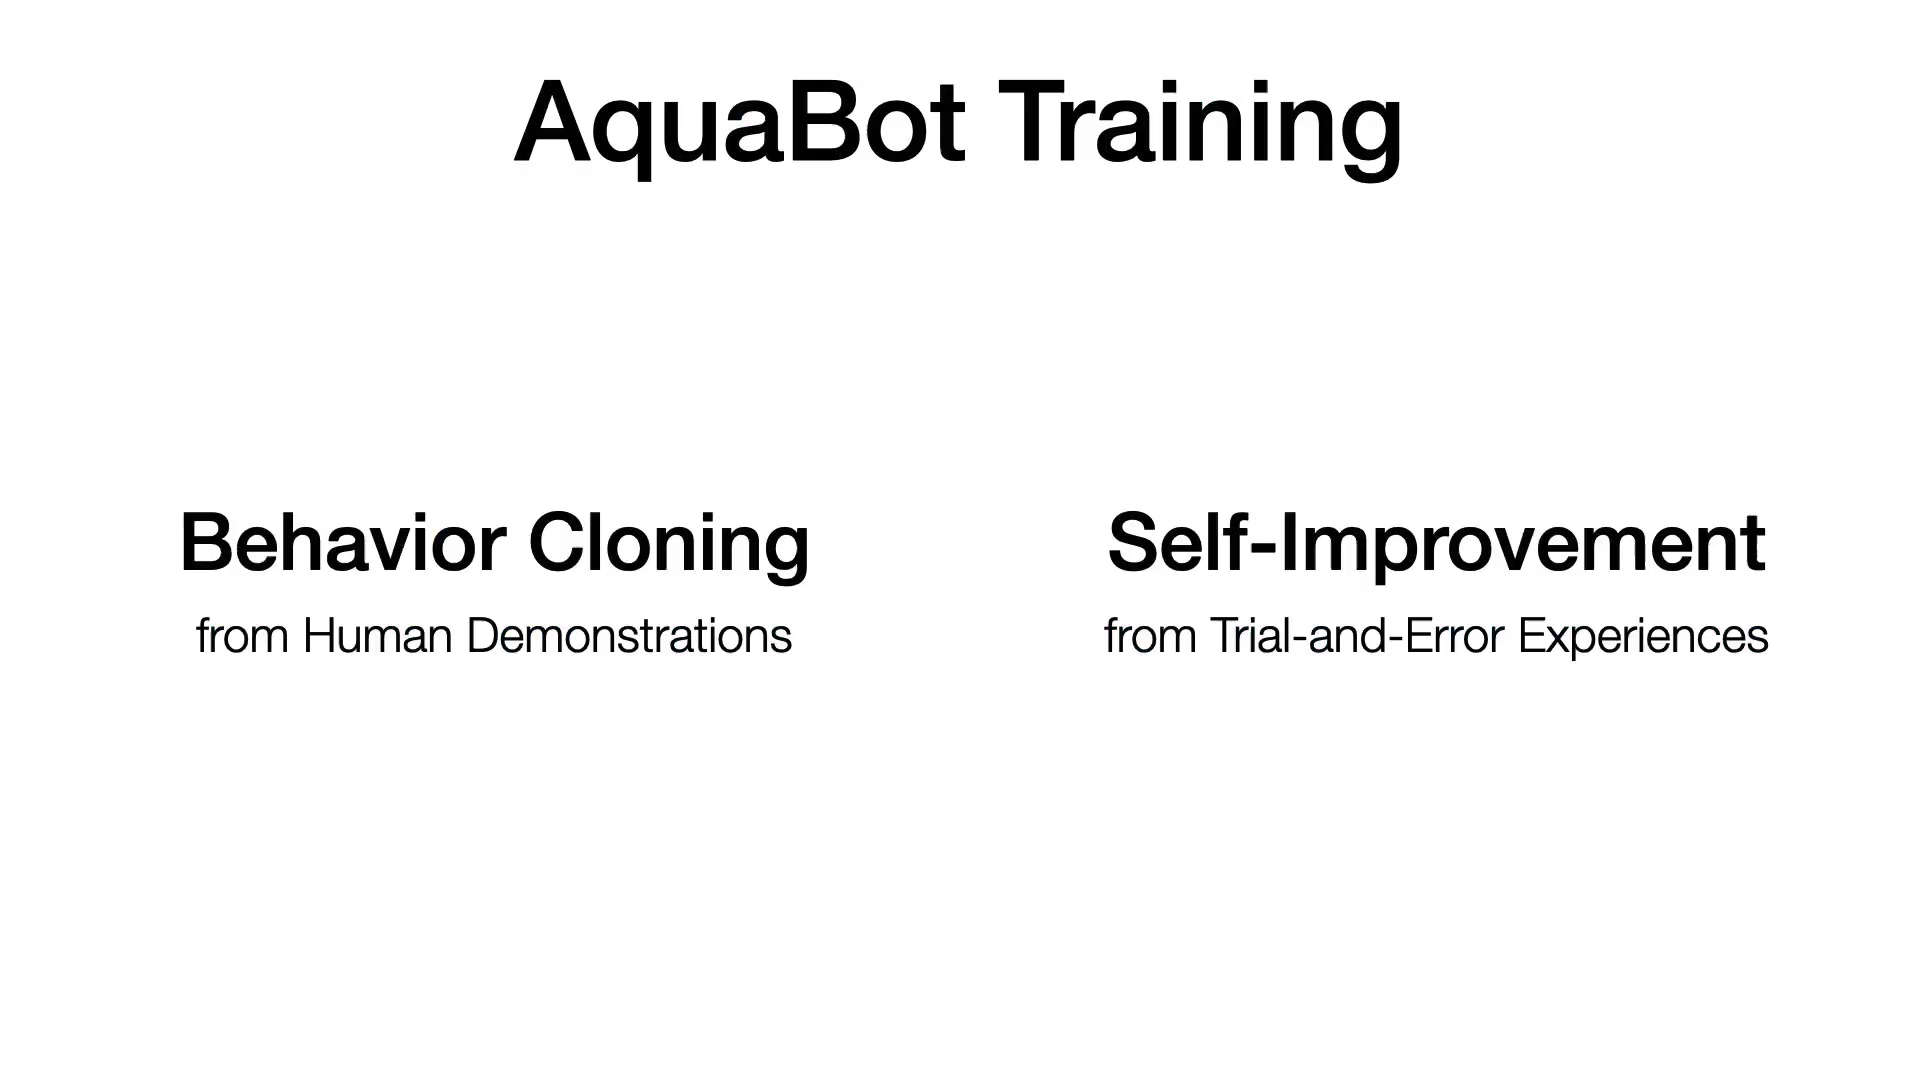 AquaBot Training
Behavior Cloning
from Human Demonstrations
Self-Improvement
from Trial-and-Error Experiences